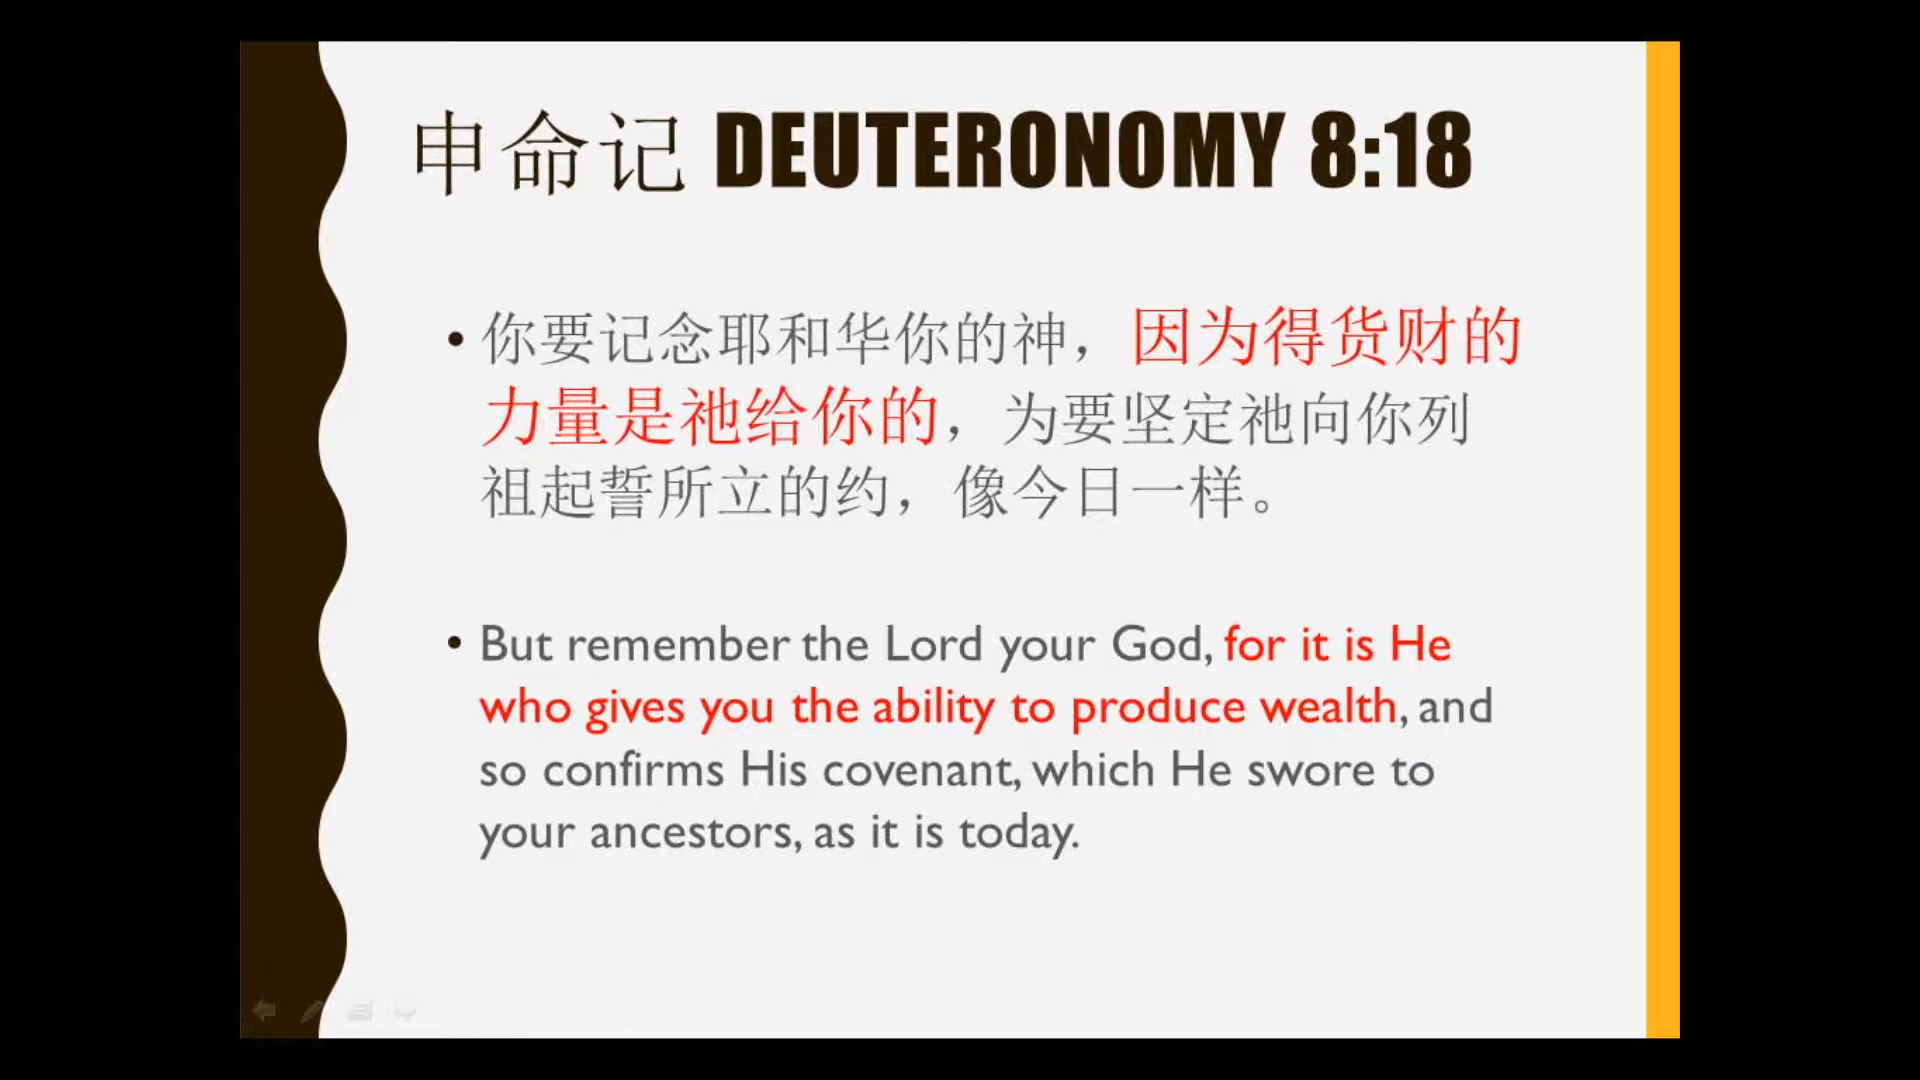 申命记 DEUTERONOMY 8:18
• 你要记念耶和华你的神，因为得货财的
力量是祂给你的，为要坚定祂向你列
祖起誓所立的约，像今日一样。
• But remember the Lord your God, for it is He
who gives you the ability to produce wealth, and
so confirms His covenant, which He swore to
your ancestors, as it is today.